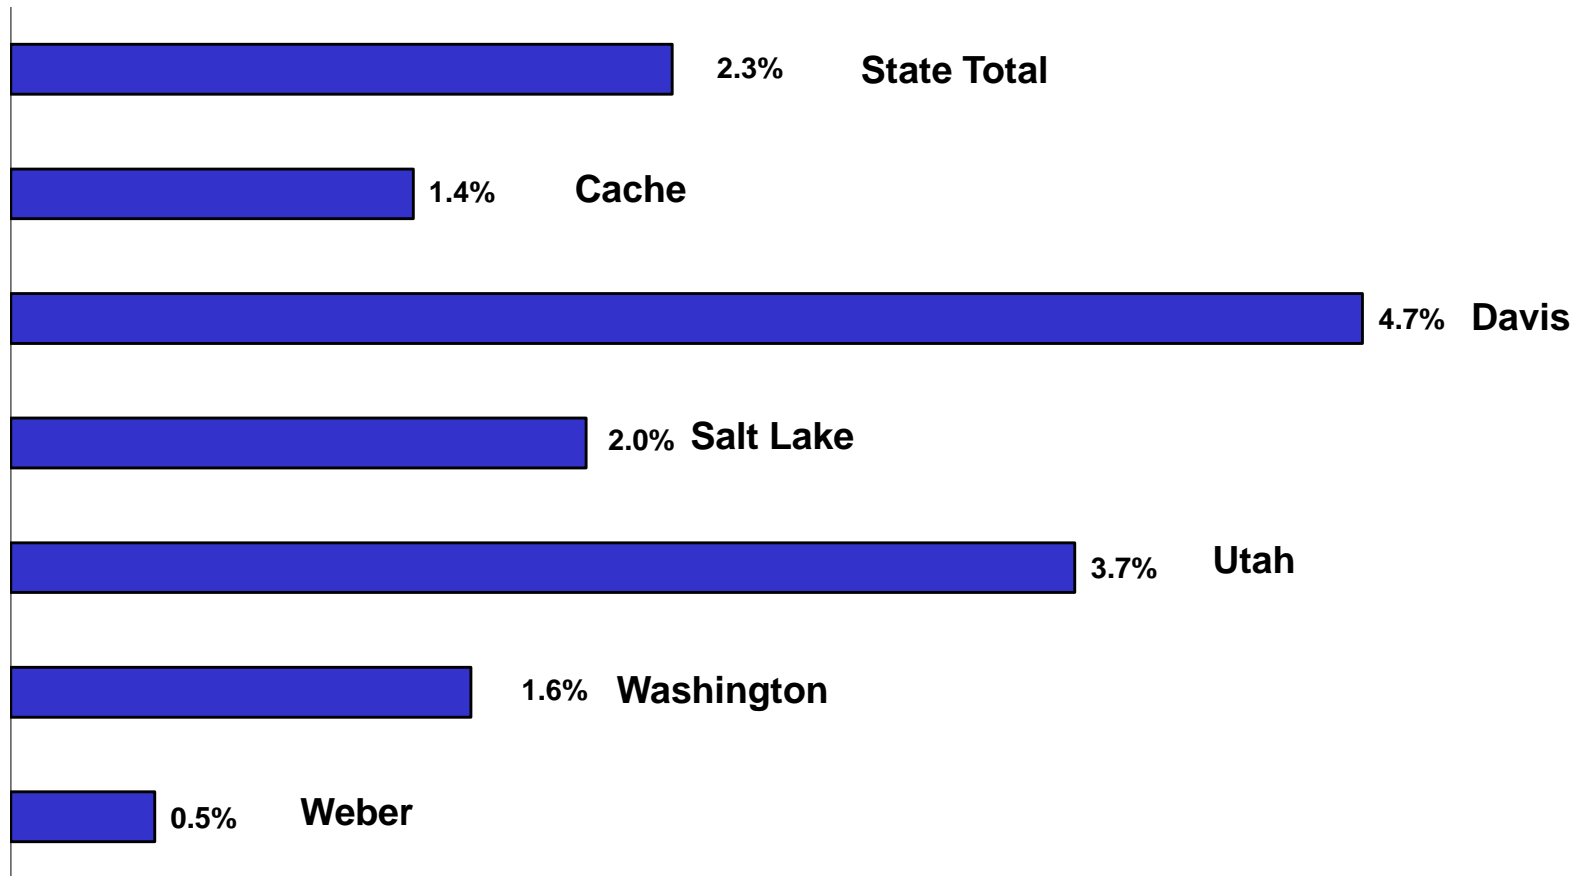 2.3% State Total
1.4% Cache
4.7% Davis
2.0% Salt Lake
3.7% Utah
1.6% Washington
0.5% Weber